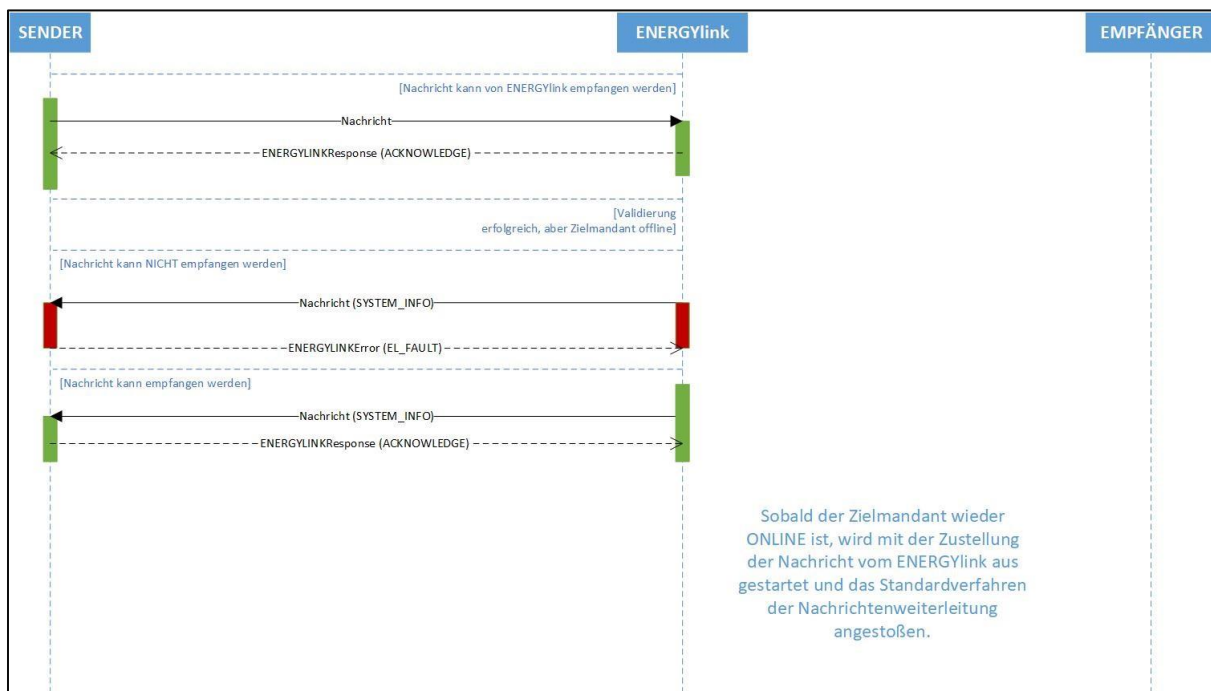 SENDER
ENERGYlink
EMPFÄNGER
[Nachricht kann von ENERGYlink empfangen werden]
Nachricht
ENERGYLINKResponse (ACKNOWLEDGE)
[Validierung
erfolgreich, aber Zielmandant offline]
[Nachricht kann NICHT empfangen werden]
Nachricht (SYSTEM_INFO)
ENERGYLINKError (EL_FAULT)
[Nachricht kann empfangen werden]
Nachricht (SYSTEM_INFO)
ENERGYLINKResponse (ACKNOWLEDGE)
Sobald der Zielmandant wieder
ONLINE ist, wird mit der Zustellung
der Nachricht vom ENERGYlink aus
gestartet und das Standardverfahren
der Nachrichtenweiterleitung
angestoßen.